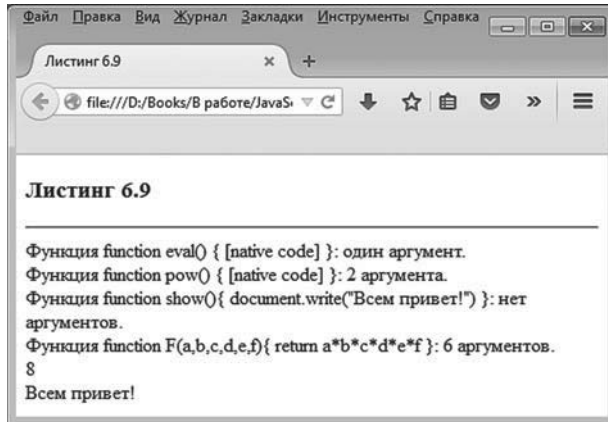 Файл Правка Вид Журнал Закладки Инструменты Справка
Листинг 6.9
file:///D:/Books/В работе/JavaS
Листинг 6.9
Функция function eval() { [native code] }: один аргумент.
Функция function pow() { [native code] }: 2 аргумента.
Функция function show(){ document.write("Всем привет!") }: нет
аргументов.
Функция function F(a,b,c,d,e,f){ return a*b*c*d*e*f }: 6 аргументов.
8
Всем привет!